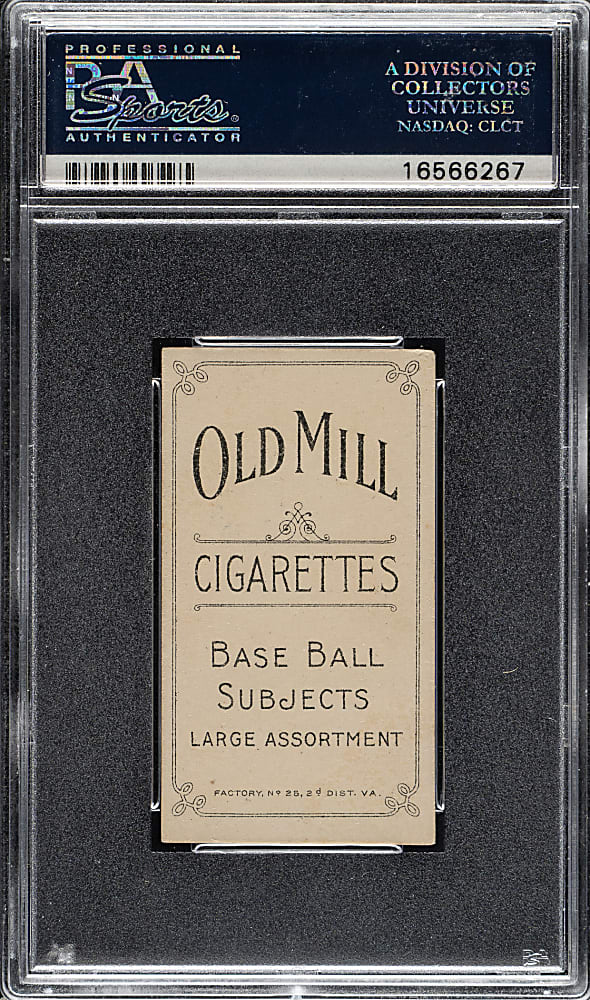 PROFESSIONAL
PSA
Sports
AUTHENTICATOR
A DIVISION OF
COLLECTORS
UNIVERSE
NASDAQ: CLCT
16566267
OLD MILL
CIGARETTES
BASE BALL
SUBJECTS
LARGE ASSORTMENT
FACTORY, Nº 25, 2d DIST. VA.